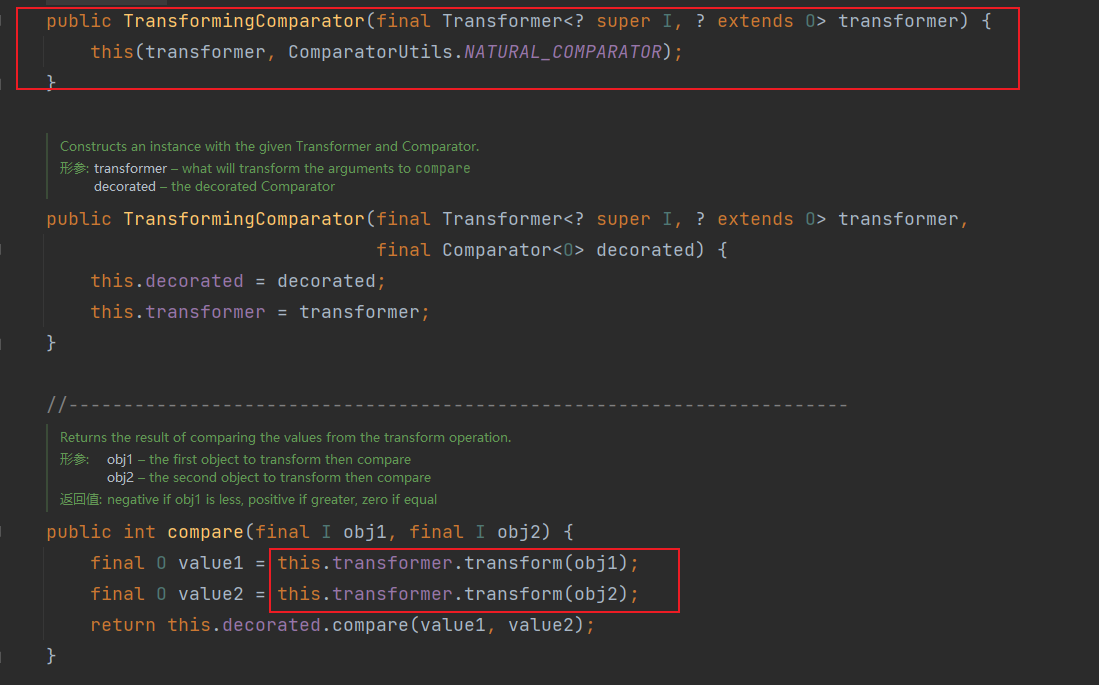 public TransformingComparator(final Transformer<? super I, ? extends O> transformer) {
this(transformer, ComparatorUtils.NATURAL_COMPARATOR);
}
Constructs an instance with the given Transformer and Comparator.
形参: transformer – what will transform the arguments to compare
decorated – the decorated Comparator
public TransformingComparator(final Transformer<? super I, ? extends O> transformer,
final Comparator<O> decorated) {
this.decorated = decorated;
this.transformer = transformer;
}
//-----------------------------------------------------------------------
Returns the result of comparing the values from the transform operation.
形参: obj1 – the first object to transform then compare
obj2 – the second object to transform then compare
返回值: negative if obj1 is less, positive if greater, zero if equal
public int compare(final I obj1, final I obj2) {
final O value1 = this.transformer.transform(obj1);
final O value2 = this.transformer.transform(obj2);
return this.decorated.compare(value1, value2);
}